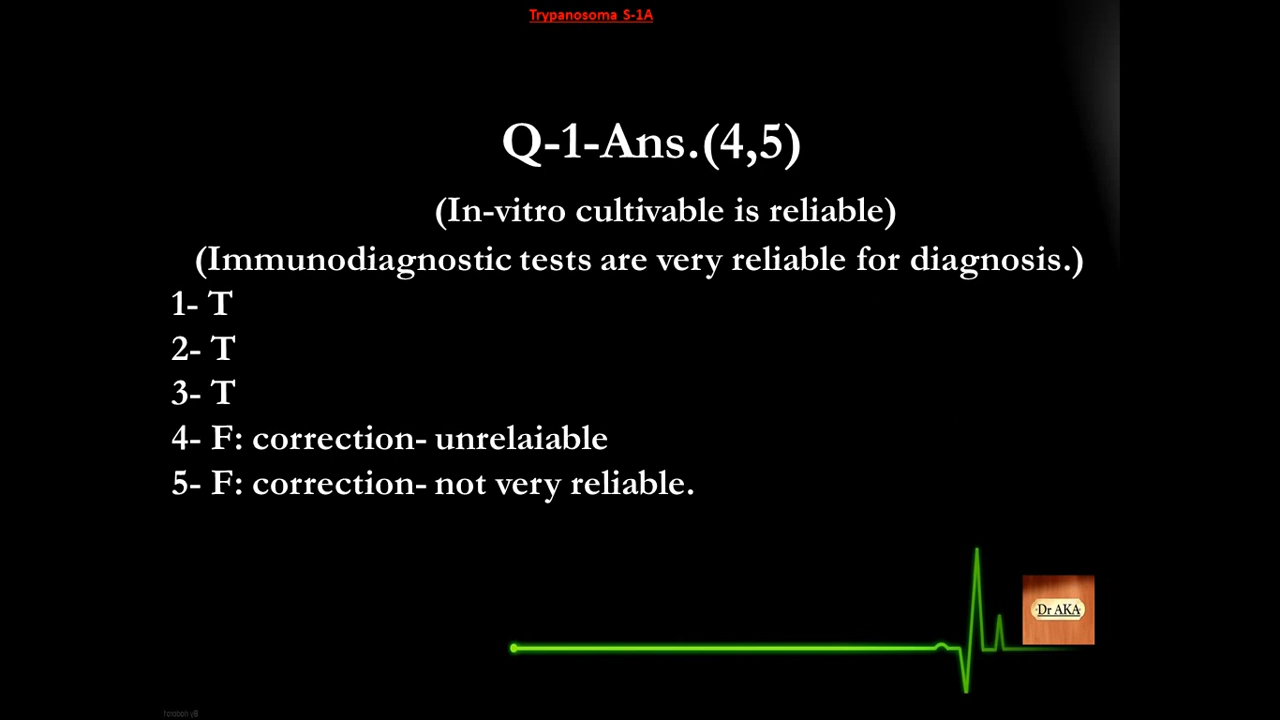 Trypanosoma S-1A
Q-1-Ans.(4,5)
(In-vitro cultivable is reliable)
(Immunodiagnostic tests are very reliable for diagnosis.)
1- T
2- T
3- T
4- F: correction- unrelaiable
5- F: correction- not very reliable.
Dr AKA